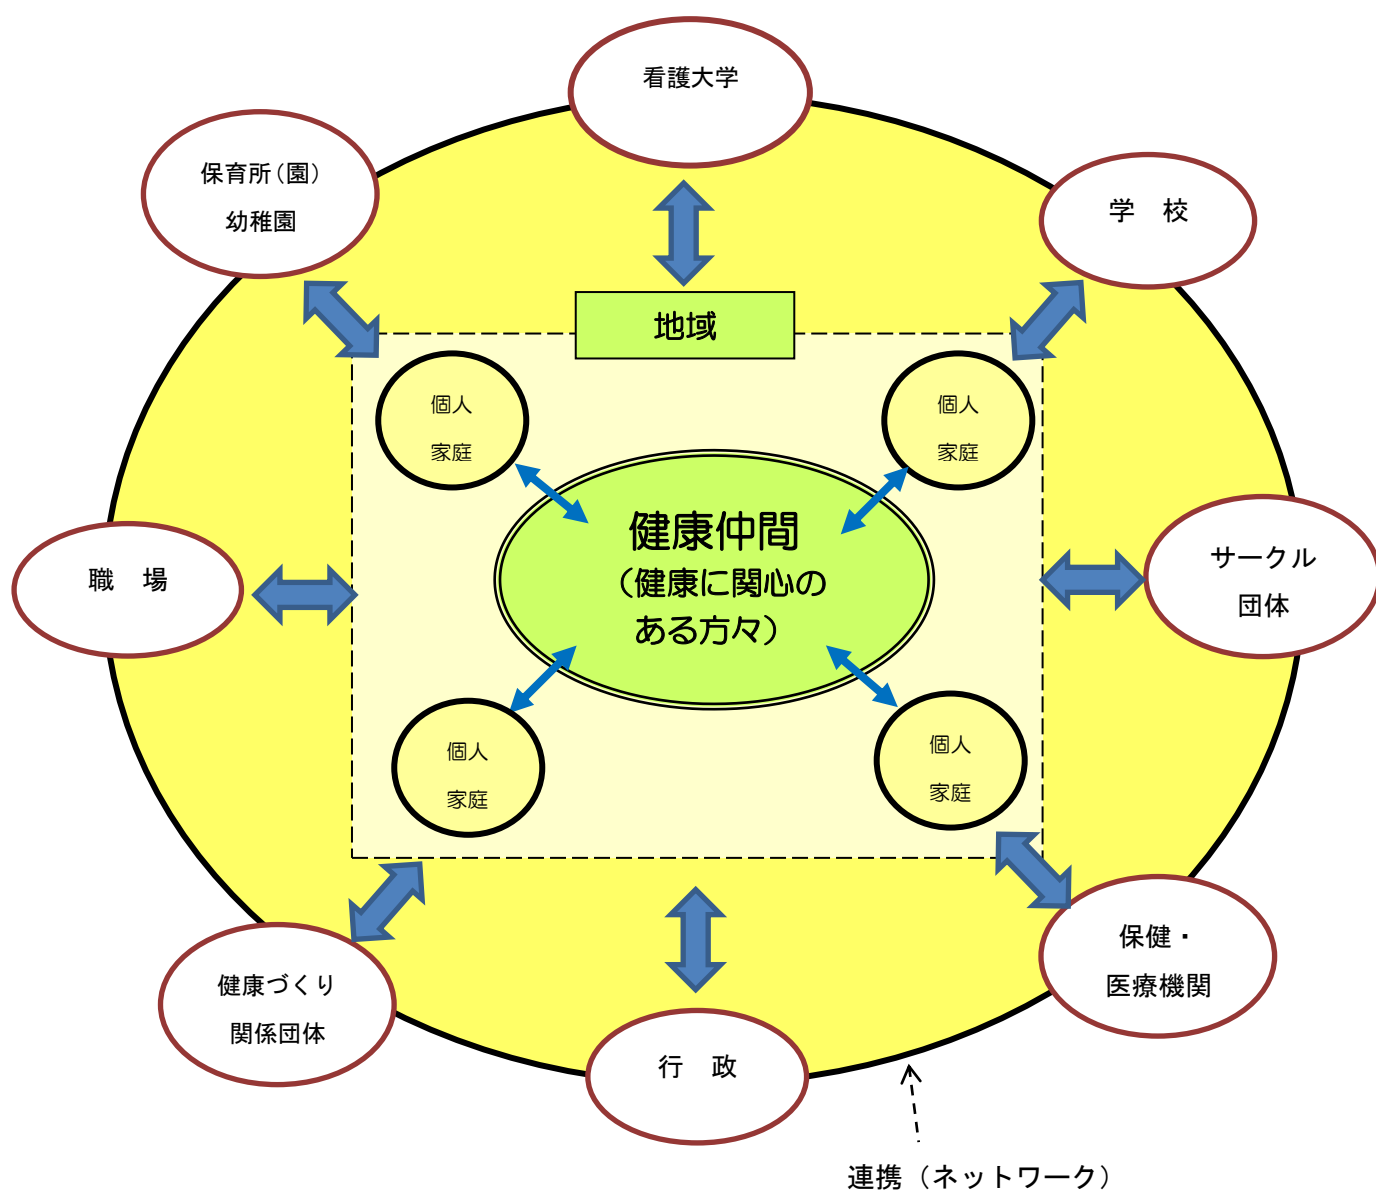 看護大学
保育所（園）
幼稚園
学　校
地域
個人
家庭
個人
家庭
健康仲間
（健康に関心の
ある方々）
職　場
サークル
団体
個人
家庭
個人
家庭
健康づくり
関係団体
保健・
医療機関
行　政
連携（ネットワーク）